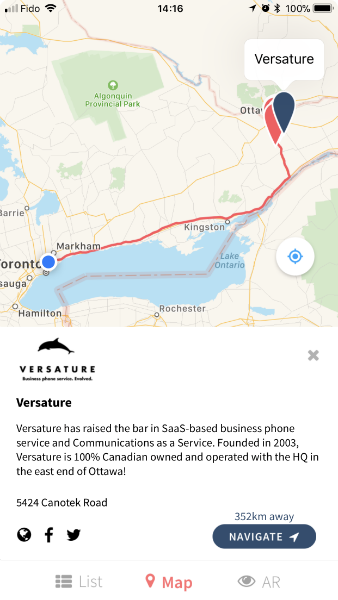 Fido 14:16 100%
Versature
Algonquin
Provincial Park
Ottaw
Barrie
Kingston
Markham
Toronto
Lake
Ontario
sauga
Hamilton
Rochester
VERSATURE
Business phone service. Evolved.
Versature
Versature has raised the bar in SaaS-based business phone
service and Communications as a Service. Founded in 2003,
Versature is 100% Canadian owned and operated with the HQ in
the east end of Ottawa!
5424 Canotek Road
352km away
NAVIGATE
List Map AR